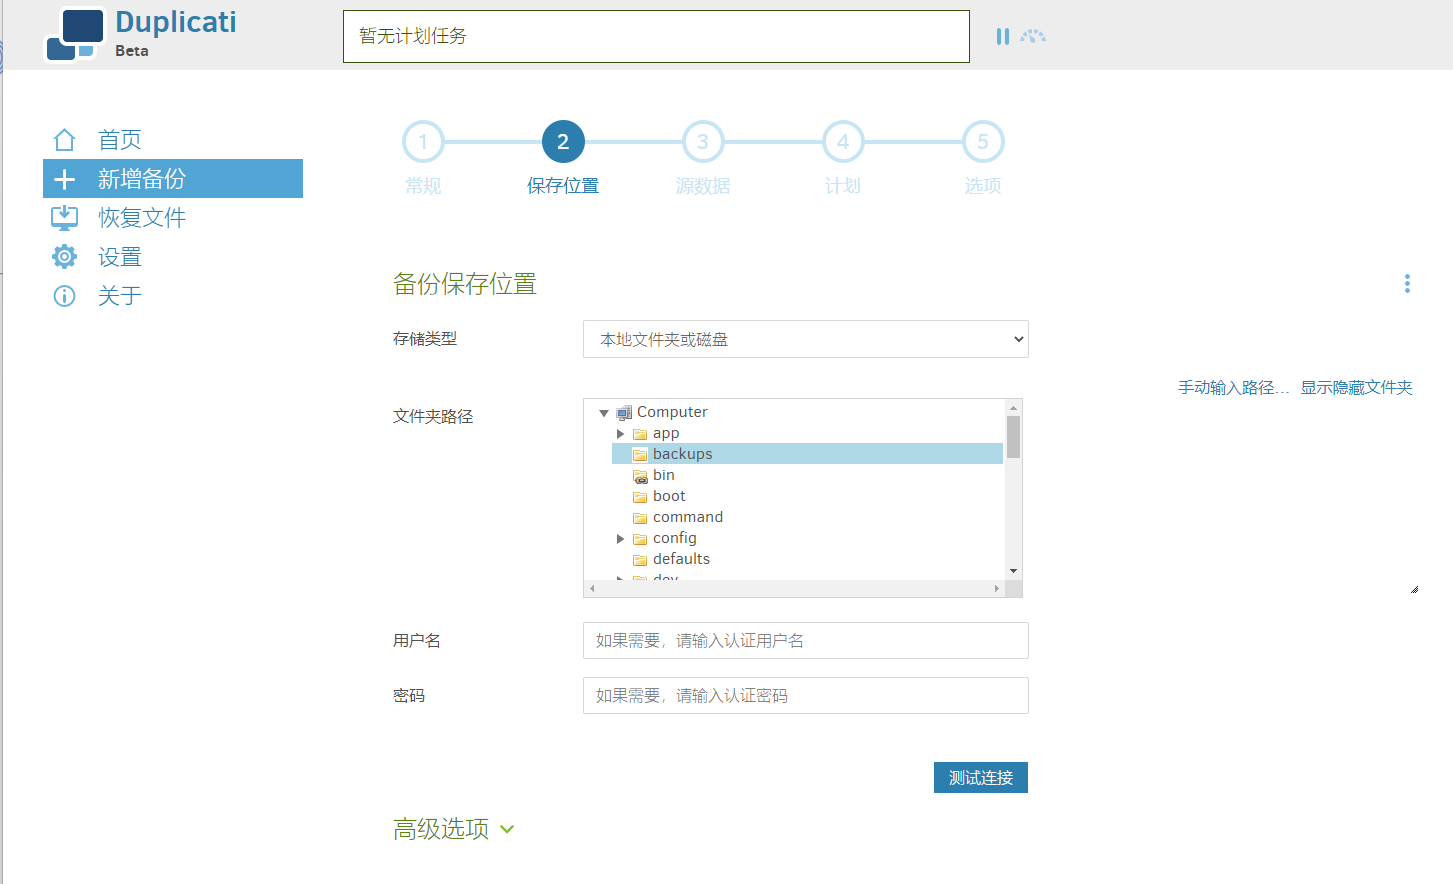 Duplicati
Beta
暂无计划任务
首页
新增备份
恢复文件
设置
关于
1 2 3 4 5
常规 保存位置 源数据 计划 选项
备份保存位置
存储类型 本地文件夹或磁盘
手动输入路径... 显示隐藏文件夹
文件夹路径
Computer
app
backups
bin
boot
command
config
defaults
dev
用户名 如果需要，请输入认证用户名
密码 如果需要，请输入认证密码
测试连接
高级选项